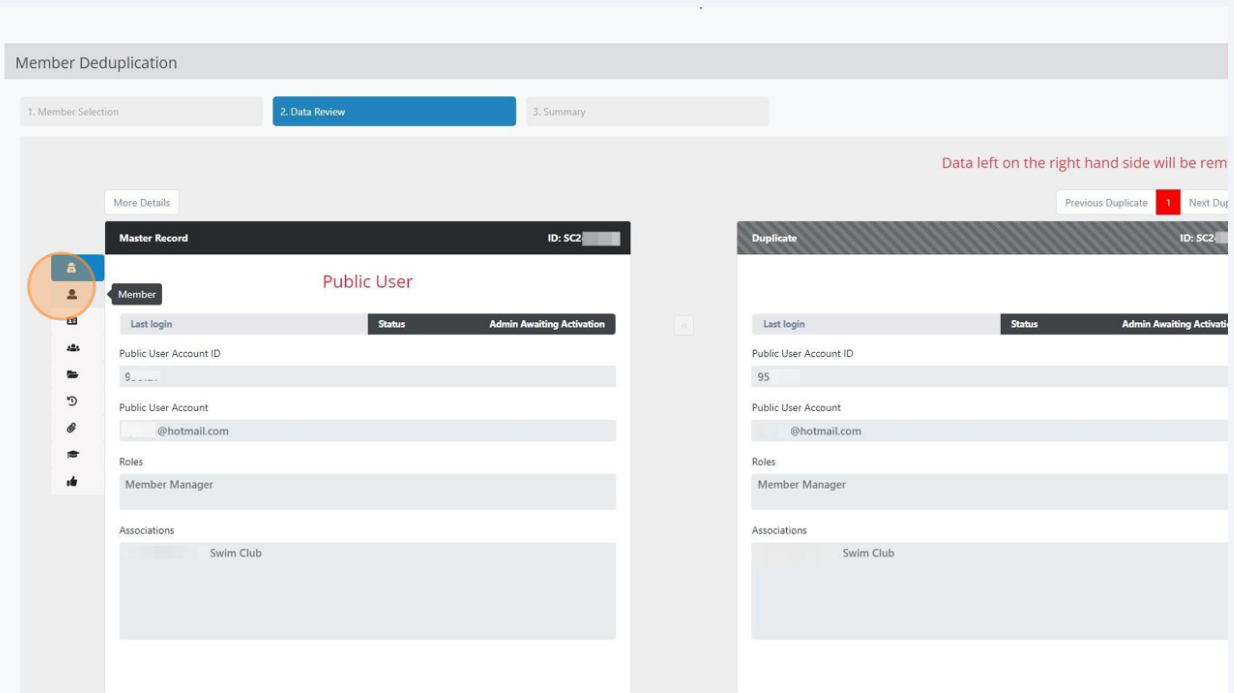 Member Deduplication
1. Member Selection 2. Data Review 3. Summary
Data left on the right hand side will be rem
More Details Previous Duplicate 1 Next Dup
Master Record ID: SC2 Duplicate ID: SC2
Public User
Member
Last login Status Admin Awaiting Activation « Last login Status Admin Awaiting Activati
Public User Account ID Public User Account ID
9 95
Public User Account Public User Account
@hotmail.com @hotmail.com
Roles Roles
Member Manager Member Manager
Associations Associations
Swim Club Swim Club